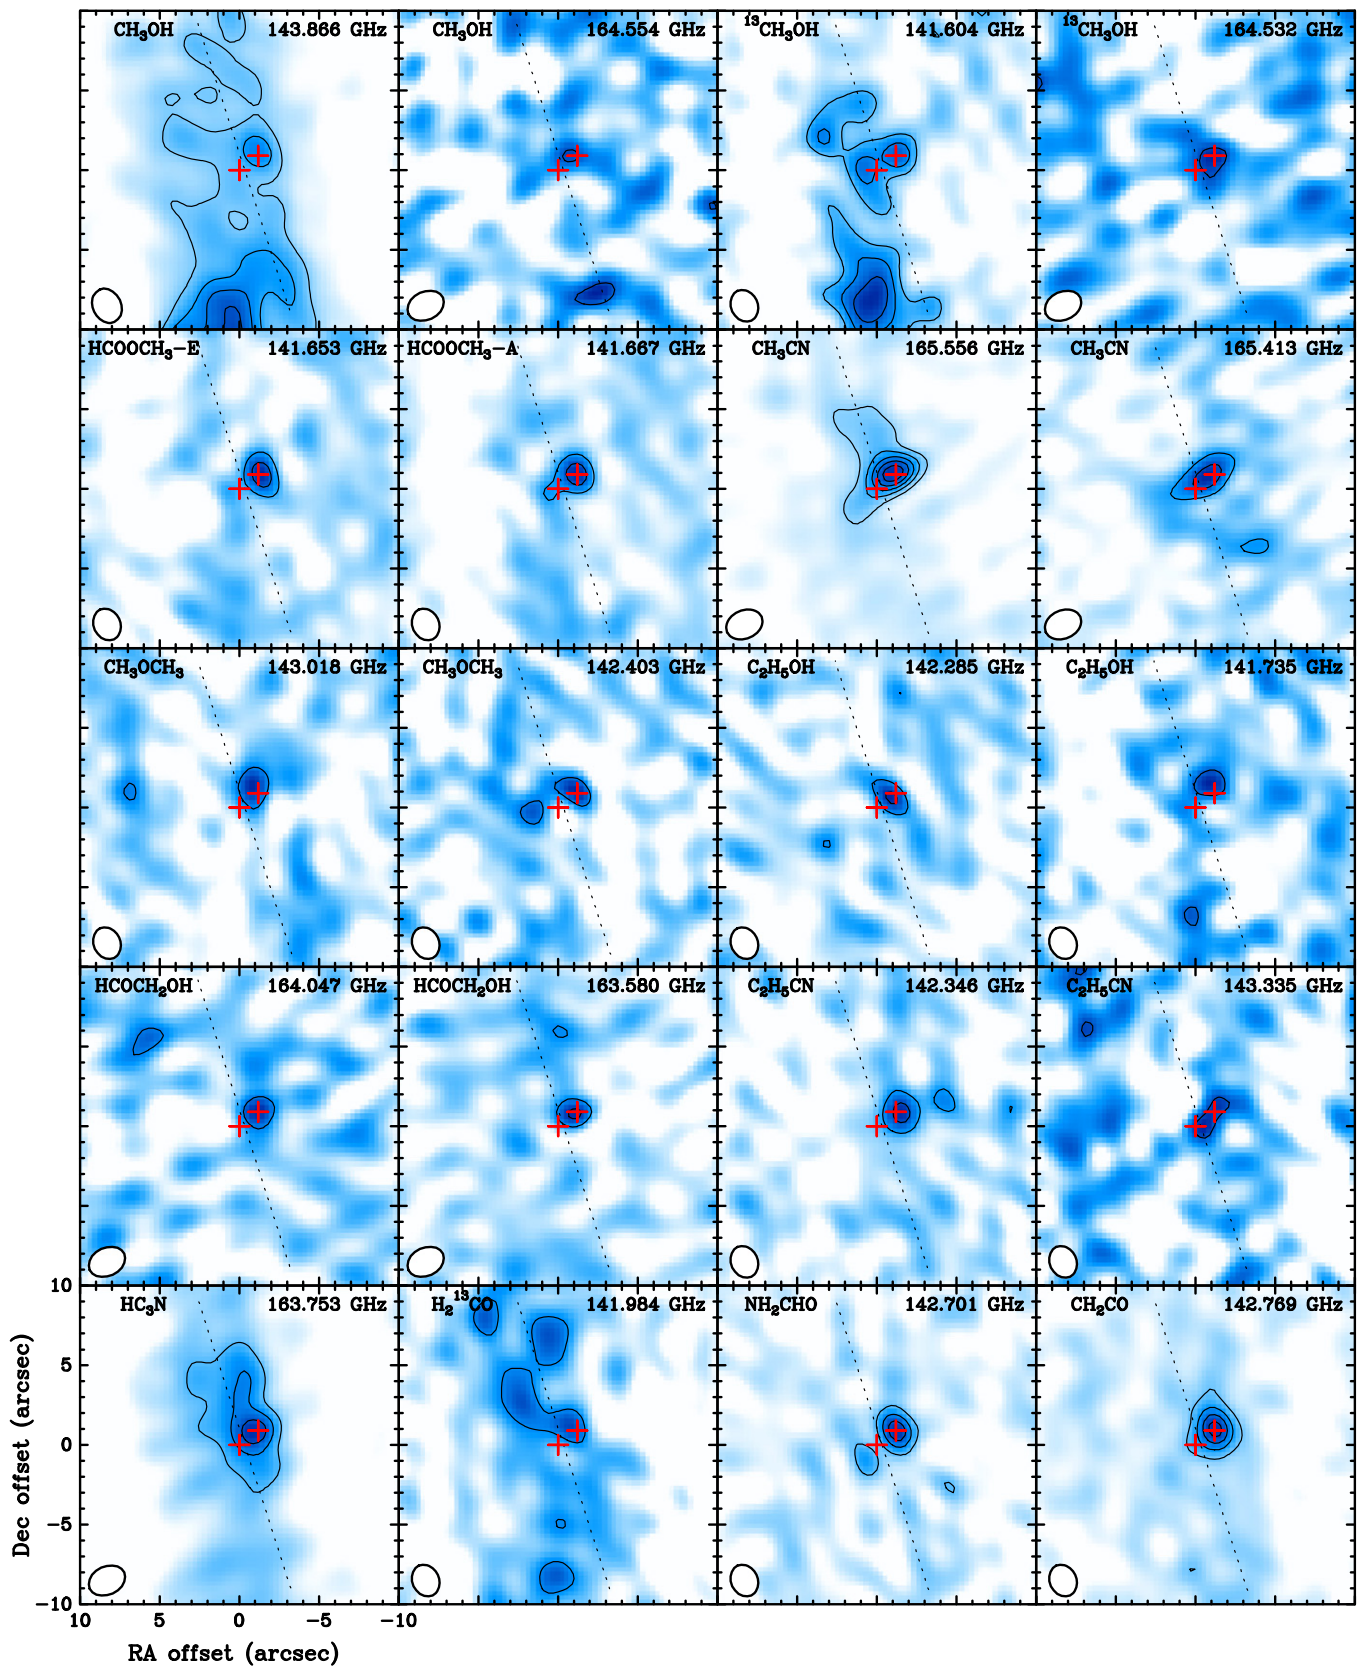 CH₃OH 143.866 GHz CH₃OH 164.554 GHz ¹³CH₃OH 141.604 GHz ¹³CH₃OH 164.532 GHz
HCOOCH₃−E 141.653 GHz HCOOCH₃−A 141.667 GHz CH₃CN 165.556 GHz CH₃CN 165.413 GHz
CH₃OCH₃ 143.018 GHz CH₃OCH₃ 142.403 GHz C₂H₅OH 142.285 GHz C₂H₅OH 141.735 GHz
HCOCH₂OH 164.047 GHz HCOCH₂OH 163.580 GHz C₂H₅CN 142.346 GHz C₂H₅CN 143.335 GHz
HC₃N 163.753 GHz H₂¹³CO 141.984 GHz NH₂CHO 142.701 GHz CH₂CO 142.769 GHz
10
5
0
−5
−10
Dec offset (arcsec)
10 5 0 −5 −10
RA offset (arcsec)